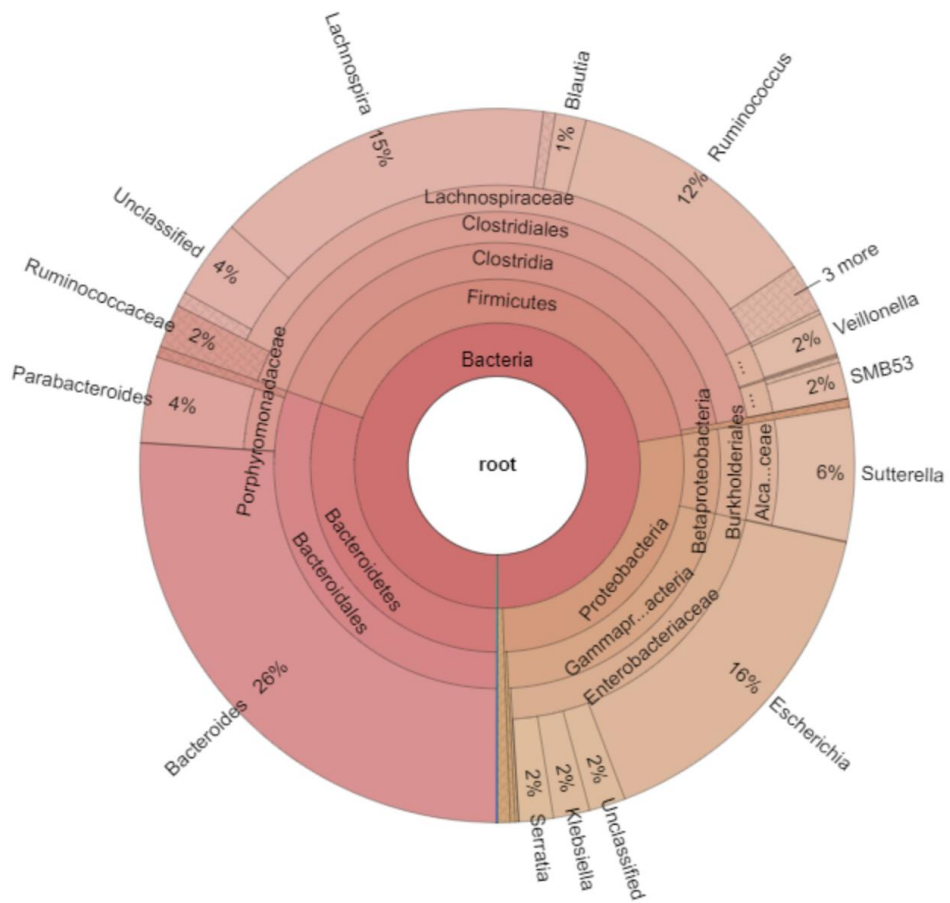 Lachnospira
15%
Blautia
1%
Ruminococcus
12%
3 more
Veillonella
2%
SMB53
2%
Sutterella
6%
Escherichia
16%
Unclassified
2%
Klebsiella
2%
Serratia
2%
Bacteroides
26%
Parabacteroides
4%
Ruminococcaceae
2%
Unclassified
4%
Lachnospiraceae
Clostridiales
Clostridia
Firmicutes
Bacteria
root
Porphyromonadaceae
Bacteroidetes
Bacteroidales
Proteobacteria
Betaproteobacteria
Burkholderiales
Alca...ceae
Gammapr...acteria
Enterobacteriaceae
...
...